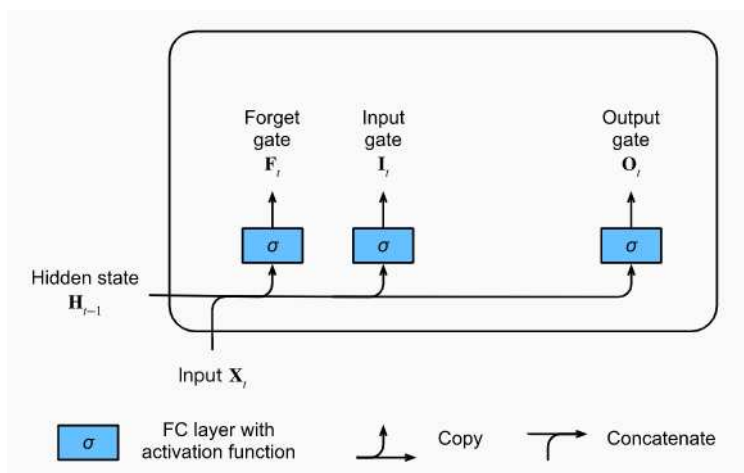 Forget
gate
F_t
Input
gate
I_t
Output
gate
O_t
σ
σ
σ
Hidden state
H_{t−1}
Input X_t
σ
FC layer with
activation function
Copy
Concatenate